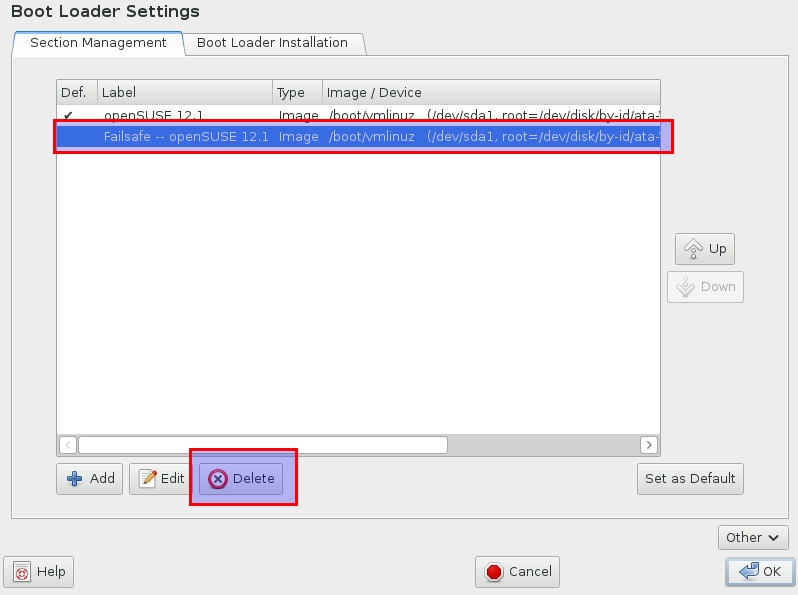 Boot Loader Settings
Section Management Boot Loader Installation
Def. Label Type Image / Device
openSUSE 12.1 Image /boot/vmlinuz (/dev/sda1, root=/dev/disk/by-id/ata-
Failsafe -- openSUSE 12.1 Image /boot/vmlinuz (/dev/sda1, root=/dev/disk/by-id/ata-
Up
Down
Add Edit Delete Set as Default
Other
Help Cancel OK